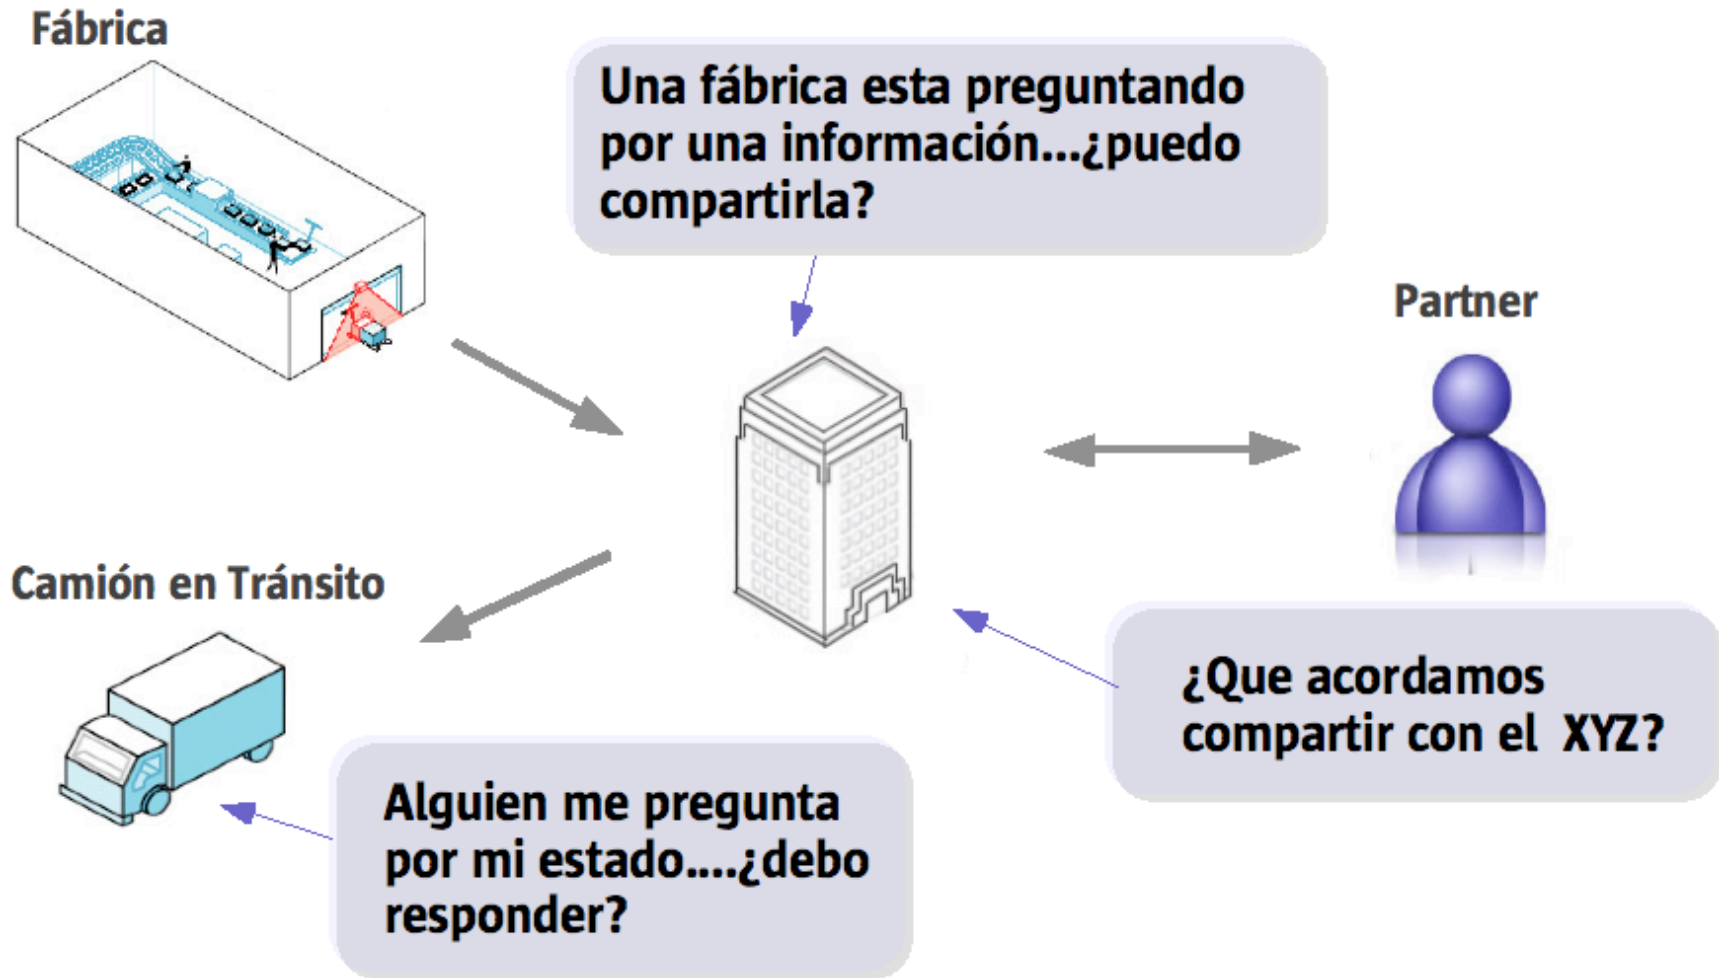 Fábrica
Una fábrica esta preguntando
por una información...¿puedo
compartirla?
Partner
Camión en Tránsito
¿Que acordamos
compartir con el XYZ?
Alguien me pregunta
por mi estado....¿debo
responder?